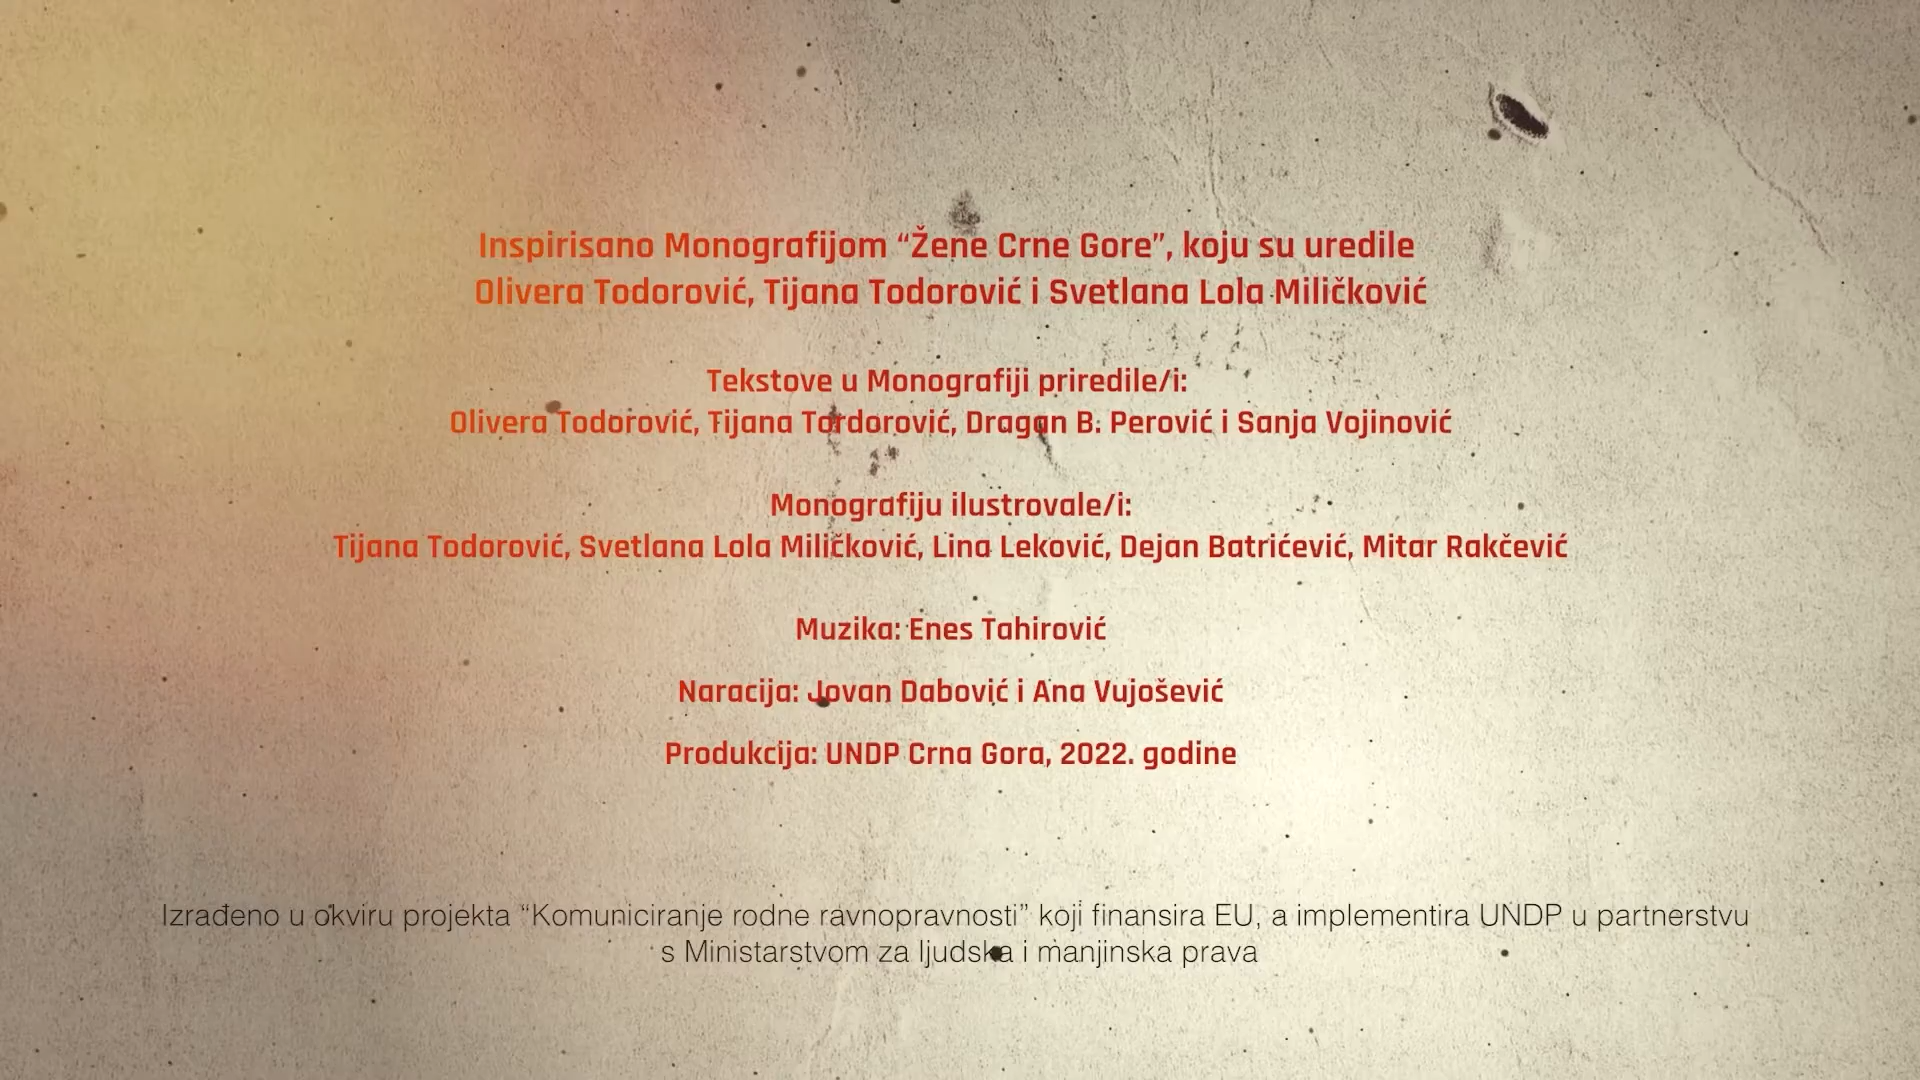 Inspirisano Monografijom “Žene Crne Gore”, koju su uredile
Olivera Todorović, Tijana Todorović i Svetlana Lola Miličković
Tekstove u Monografiji priredile/i:
Olivera Todorović, Tijana Tordorović, Dragan B. Perović i Sanja Vojinović
Monografiju ilustrovale/i:
Tijana Todorović, Svetlana Lola Miličković, Lina Leković, Dejan Batrićević, Mitar Rakčević
Muzika: Enes Tahirović
Naracija: Jovan Dabović i Ana Vujošević
Produkcija: UNDP Crna Gora, 2022. godine
Izrađeno u okviru projekta “Komuniciranje rodne ravnopravnosti” koji finansira EU, a implementira UNDP u partnerstvu
s Ministarstvom za ljudska i manjinska prava